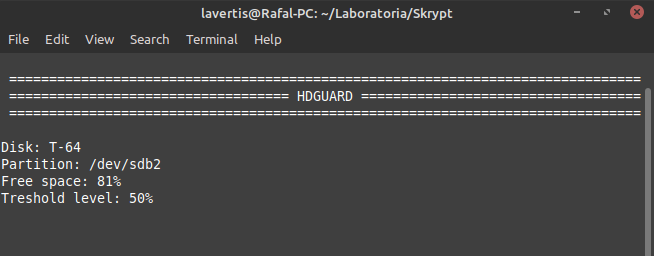 lavertis@Rafal-PC: ~/Laboratoria/Skrypt
File Edit View Search Terminal Help
===============================================================================
=================================== HDGUARD ===================================
===============================================================================
Disk: T-64
Partition: /dev/sdb2
Free space: 81%
Treshold level: 50%